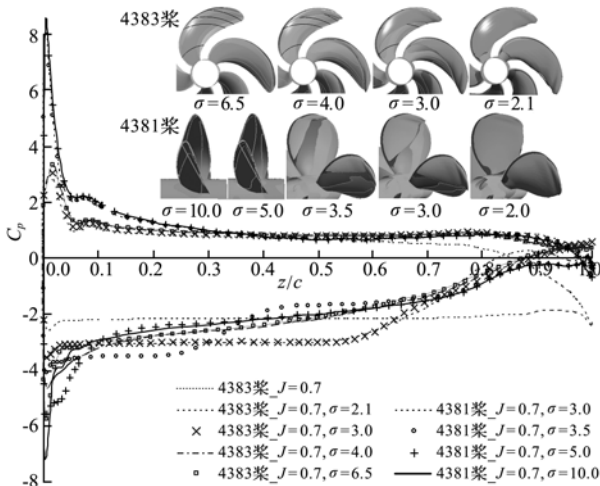 4383桨
σ=6.5 σ=4.0 σ=3.0 σ=2.1
4381桨
σ=10.0 σ=5.0 σ=3.5 σ=3.0 σ=2.0
8
6
4
2
0
-2
-4
-6
-8
C_p
0.0 0.1 0.2 0.3 0.4 0.5 0.6 0.7 0.8 0.9 1.0
z/c
4383桨_J=0.7
4383桨_J=0.7, σ=2.1
4383桨_J=0.7, σ=3.0
4383桨_J=0.7, σ=4.0
4383桨_J=0.7, σ=6.5
4381桨_J=0.7, σ=3.0
4381桨_J=0.7, σ=3.5
4381桨_J=0.7, σ=5.0
4381桨_J=0.7, σ=10.0